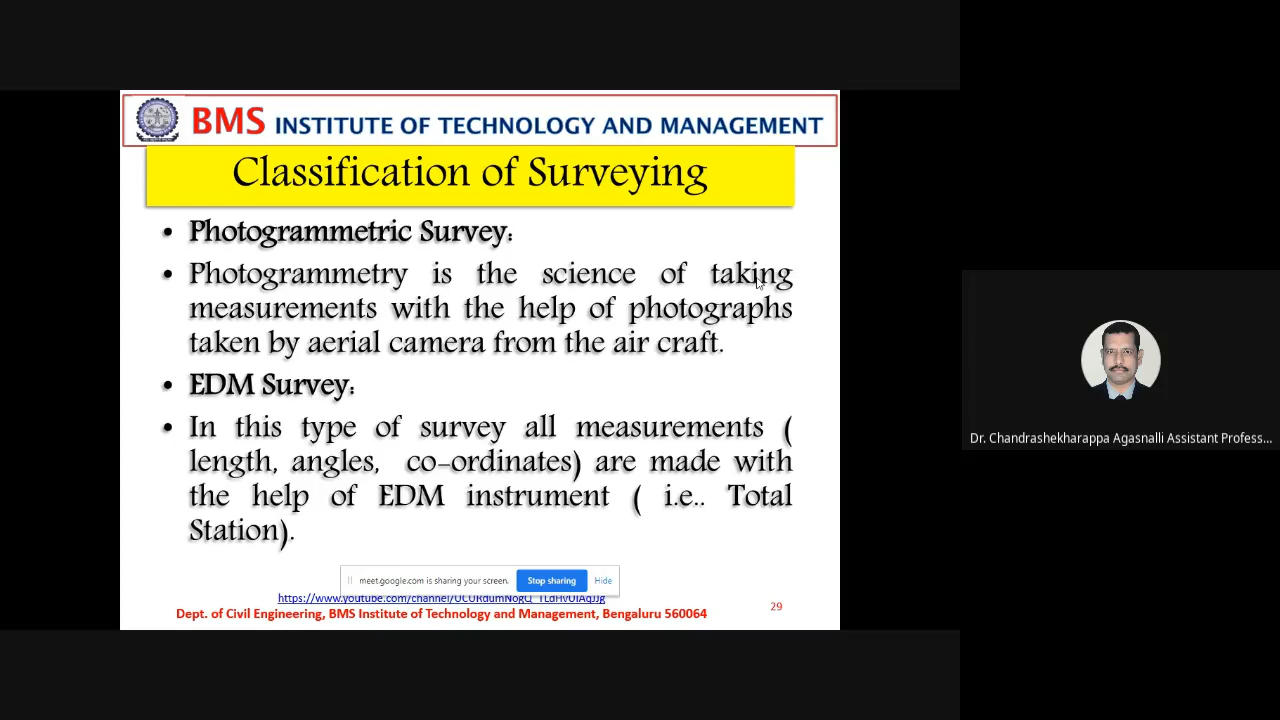 BMS INSTITUTE OF TECHNOLOGY AND MANAGEMENT
Classification of Surveying
• Photogrammetric Survey:
• Photogrammetry is the science of taking
measurements with the help of photographs
taken by aerial camera from the air craft.
• EDM Survey:
• In this type of survey all measurements (
length, angles, co-ordinates) are made with
the help of EDM instrument ( i.e.. Total
Station).
meet.google.com is sharing your screen. Stop sharing Hide
Dept. of Civil Engineering, BMS Institute of Technology and Management, Bengaluru 560064
29
Dr. Chandrashekharappa Agasnalli Assistant Profess...